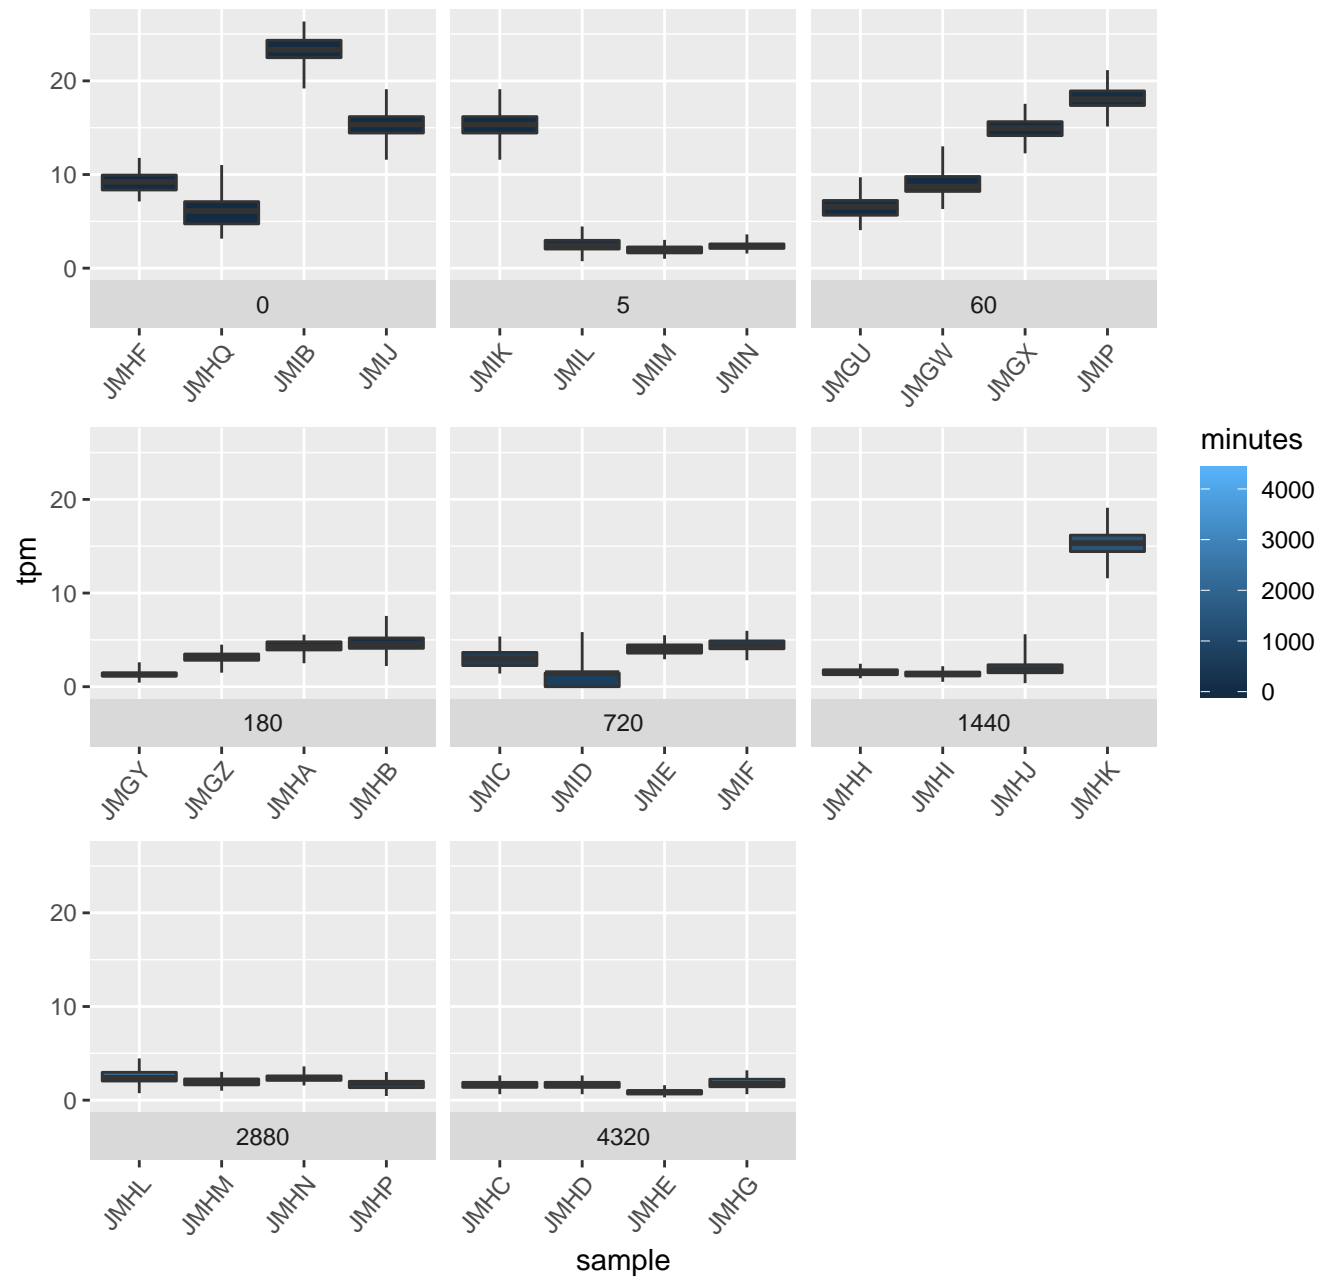 20
10
0
0
5
60
JMHF
JMHQ
JMIB
JMIJ
JMIK
JMIL
JMIM
JMIN
JMGU
JMGW
JMGX
JMIP
minutes
4000
3000
2000
1000
0
tpm
20
10
0
180
720
1440
JMGY
JMGZ
JMHA
JMHB
JMIC
JMID
JMIE
JMIF
JMHH
JMHI
JMHJ
JMHK
20
10
0
2880
4320
JMHL
JMHM
JMHN
JMHP
JMHC
JMHD
JMHE
JMHG
sample